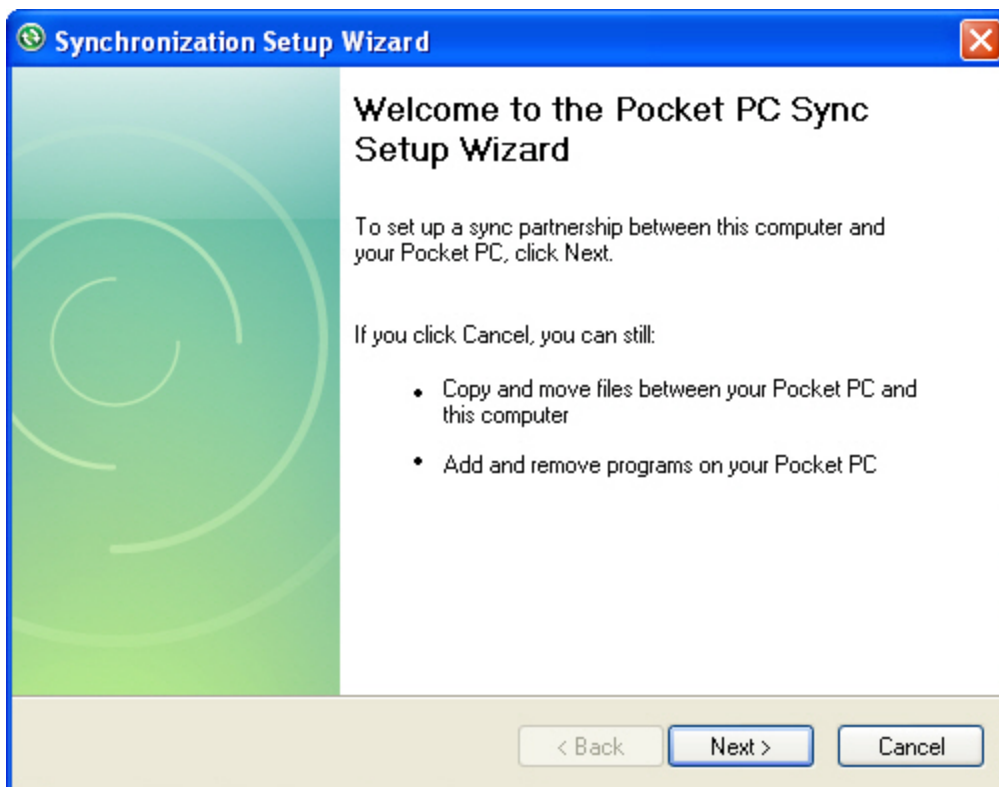 Synchronization Setup Wizard
Welcome to the Pocket PC Sync
Setup Wizard
To set up a sync partnership between this computer and
your Pocket PC, click Next.
If you click Cancel, you can still:
• Copy and move files between your Pocket PC and
this computer
• Add and remove programs on your Pocket PC
< Back Next > Cancel